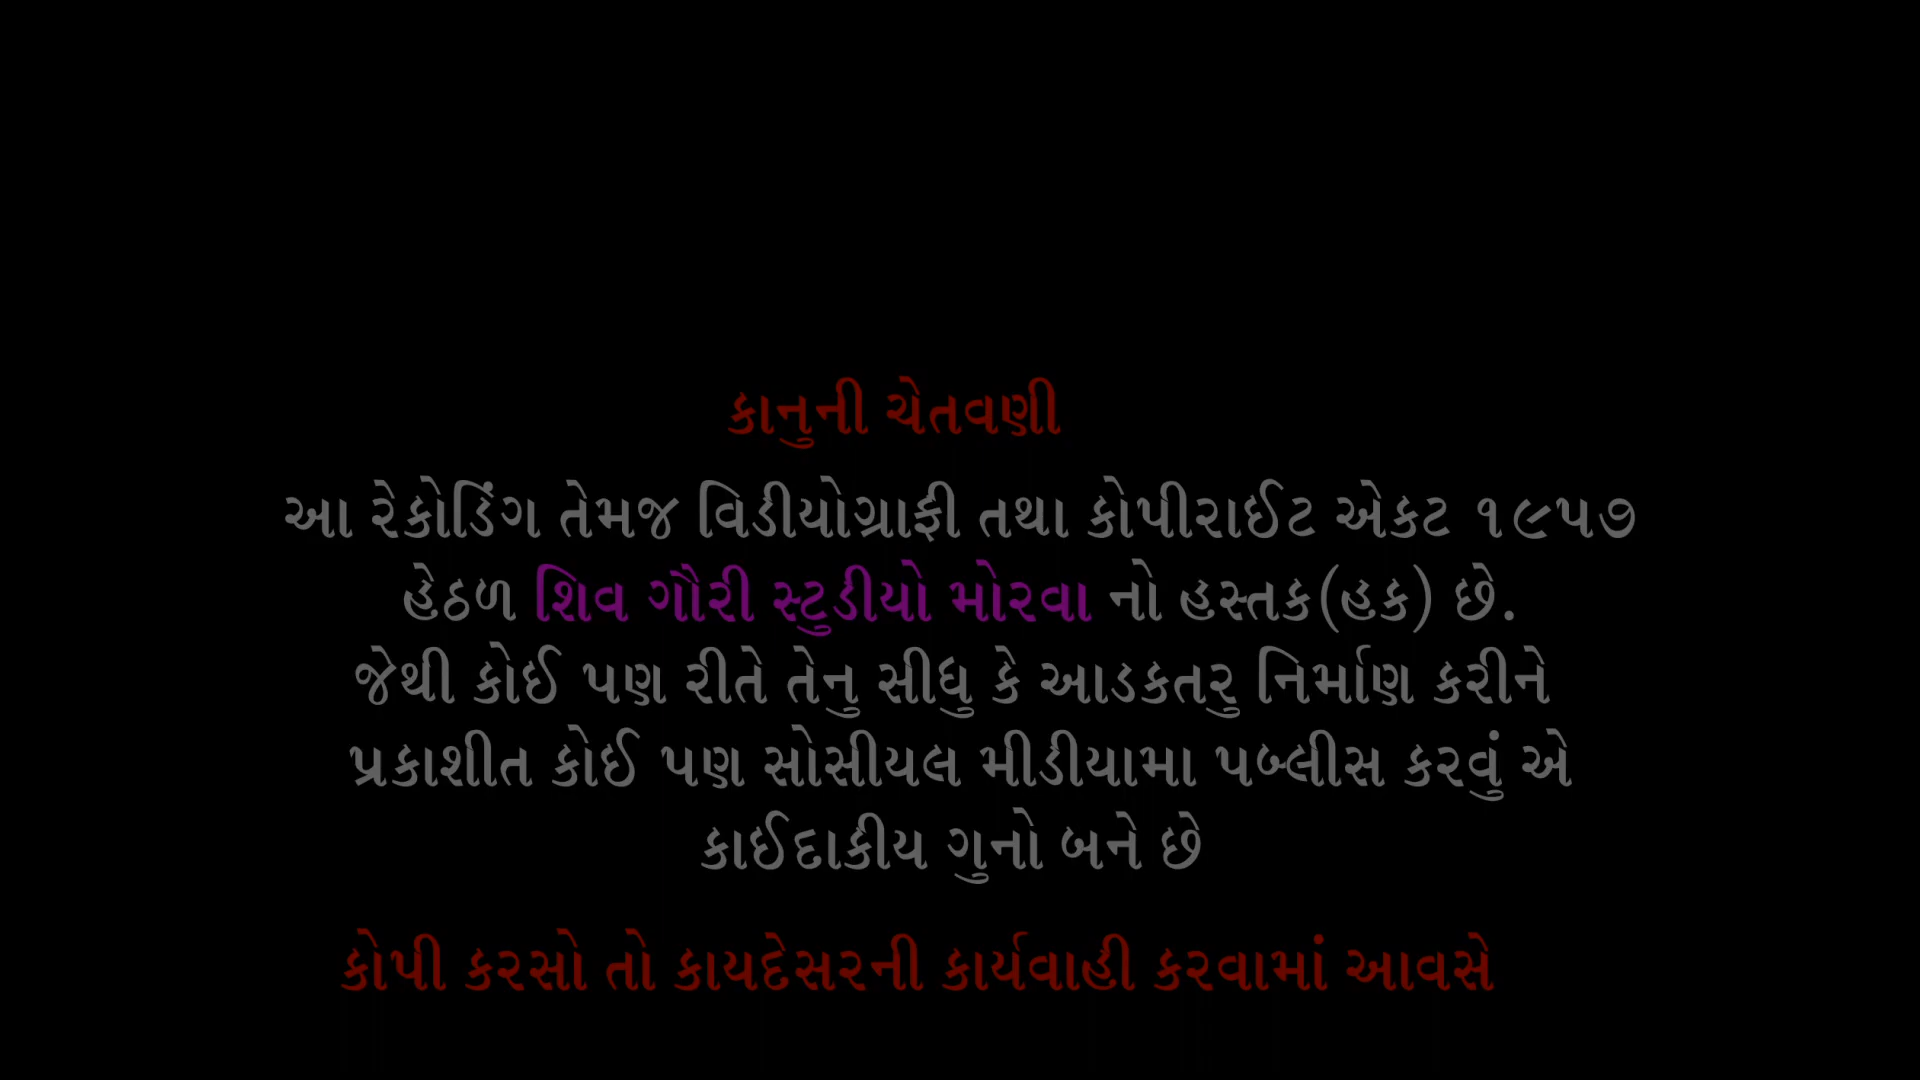 કાનુની ચેતવણી
આ રેકોડિંગ તેમજ વિડીયોગ્રાફી તથા કોપીરાઈટ એકટ ૧૯૫૭
હેઠળ શિવ ગૌરી સ્ટુડીયો મોરવા નો હસ્તક(હક) છે.
જેથી કોઈ પણ રીતે તેનુ સીધુ કે આડકતરુ નિર્માણ કરીને
પ્રકાશીત કોઈ પણ સોસીયલ મીડીયામા પબ્લીસ કરવું એ
કાઈદાકીય ગુનો બને છે
કોપી કરસો તો કાયદેસરની કાર્યવાહી કરવામાં આવસે